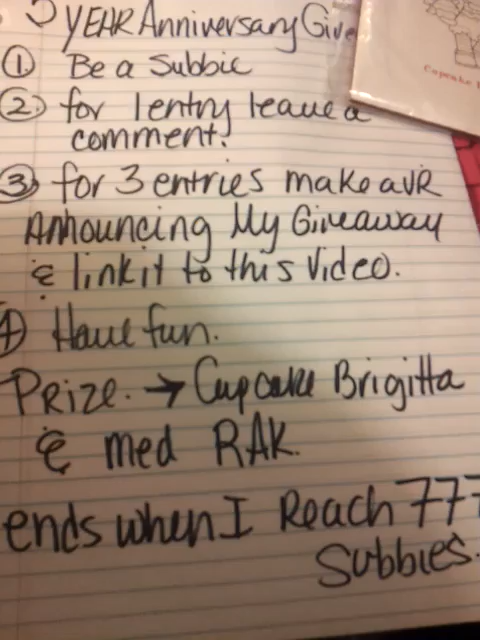 YEAR Anniversary Give
① Be a Subbie
② for 1 entry leave a
comment.
③ for 3 entries make a VR
Announcing My Giveaway
& link it to this Video.
4 Have fun.
Prize. → Cupcake Brigitta
& med RAK.
ends when I Reach 777
Subbies.
Cupcake